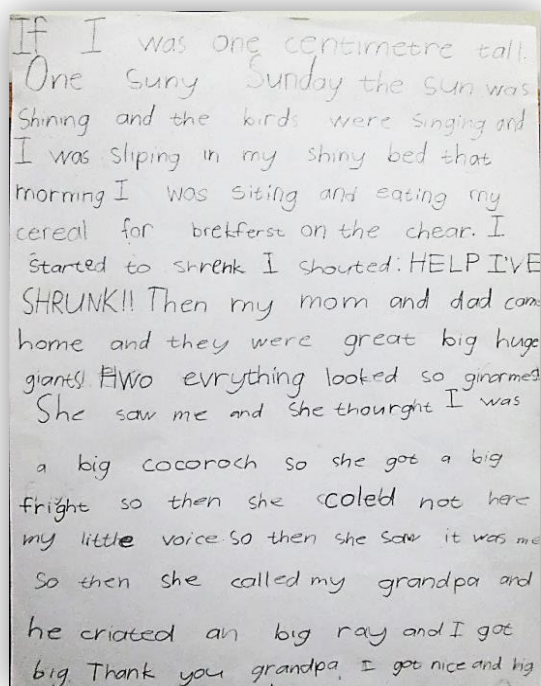 If I was one centimetre tall.
One suny Sunday the sun was
Shining and the birds were singing and
I was sliping in my shiny bed that
morning I was siting and eating my
cereal for brekferst on the chear. I
started to shrenk I shouted: HELP I'VE
SHRUNK!! Then my mom and dad came
home and they were great big huge
giants! evrything looked so ginormed
She saw me and she thourght I was
a big cocoroch so she got a big
fright so then she coled not here
my little voice so then she saw it was me
So then she called my grandpa and
he criated an big ray and I got
big. Thank you grandpa. I got nice and big